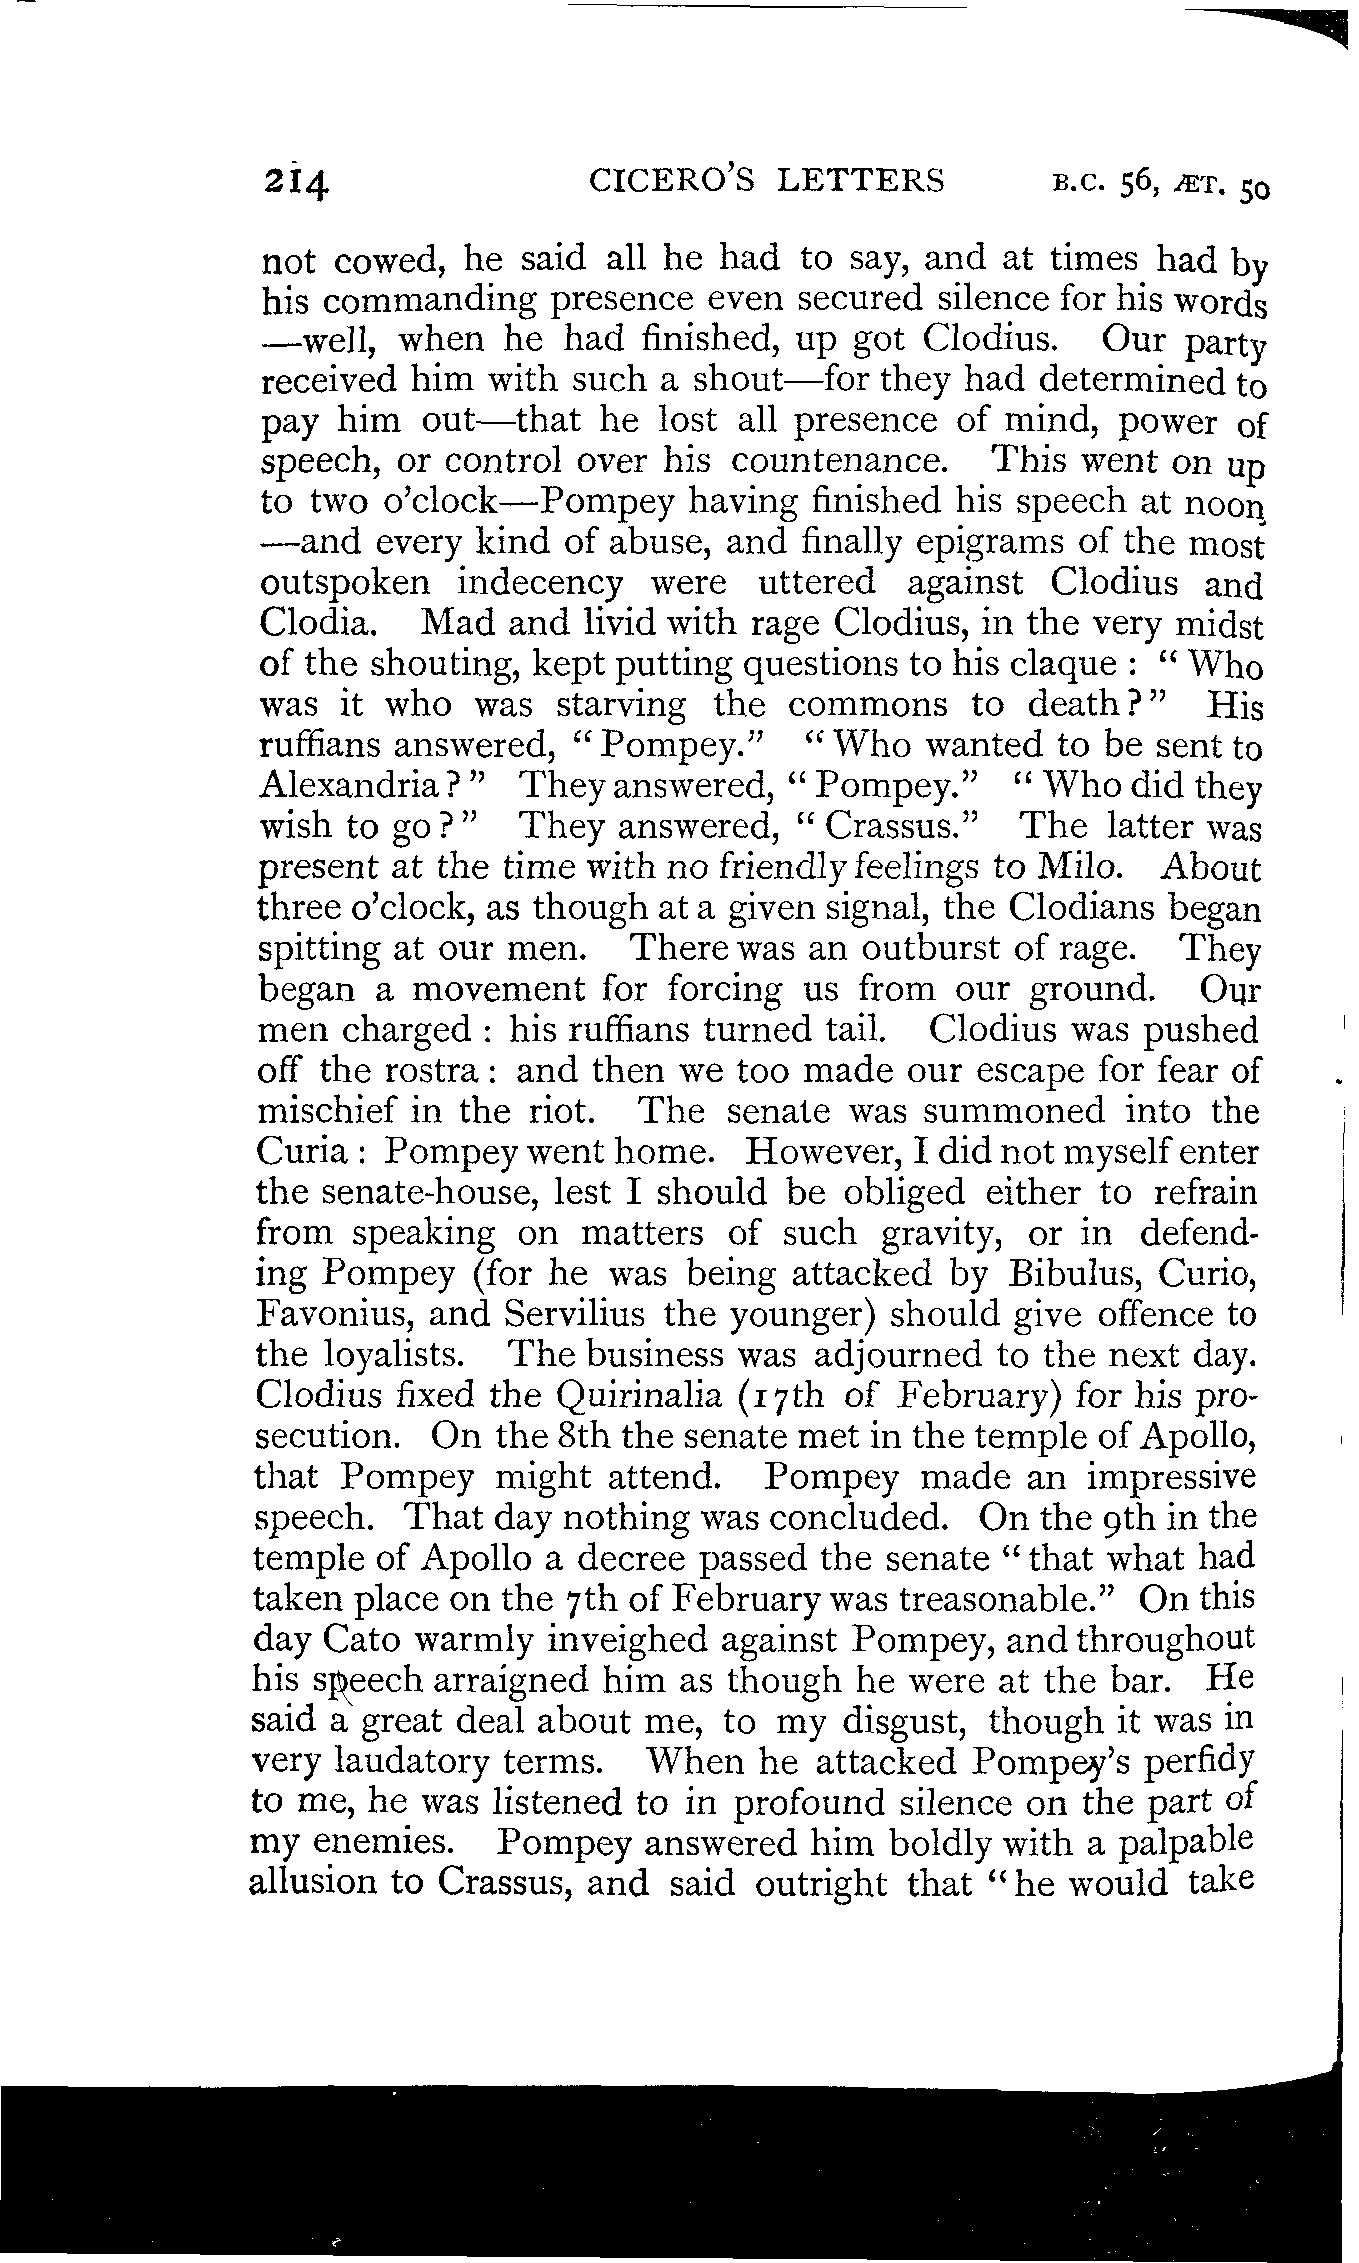 214 CICERO'S LETTERS B.C. 56, ÆT. 50
not cowed, he said all he had to say, and at times had by
his commanding presence even secured silence for his words
—well, when he had finished, up got Clodius. Our party
received him with such a shout—for they had determined to
pay him out—that he lost all presence of mind, power of
speech, or control over his countenance. This went on up
to two o'clock—Pompey having finished his speech at noon
—and every kind of abuse, and finally epigrams of the most
outspoken indecency were uttered against Clodius and
Clodia. Mad and livid with rage Clodius, in the very midst
of the shouting, kept putting questions to his claque : "Who
was it who was starving the commons to death?" His
ruffians answered, "Pompey." "Who wanted to be sent to
Alexandria?" They answered, "Pompey." "Who did they
wish to go?" They answered, "Crassus." The latter was
present at the time with no friendly feelings to Milo. About
three o'clock, as though at a given signal, the Clodians began
spitting at our men. There was an outburst of rage. They
began a movement for forcing us from our ground. Our
men charged : his ruffians turned tail. Clodius was pushed
off the rostra : and then we too made our escape for fear of
mischief in the riot. The senate was summoned into the
Curia : Pompey went home. However, I did not myself enter
the senate-house, lest I should be obliged either to refrain
from speaking on matters of such gravity, or in defend-
ing Pompey (for he was being attacked by Bibulus, Curio,
Favonius, and Servilius the younger) should give offence to
the loyalists. The business was adjourned to the next day.
Clodius fixed the Quirinalia (17th of February) for his pro-
secution. On the 8th the senate met in the temple of Apollo,
that Pompey might attend. Pompey made an impressive
speech. That day nothing was concluded. On the 9th in the
temple of Apollo a decree passed the senate "that what had
taken place on the 7th of February was treasonable." On this
day Cato warmly inveighed against Pompey, and throughout
his speech arraigned him as though he were at the bar. He
said a great deal about me, to my disgust, though it was in
very laudatory terms. When he attacked Pompey's perfidy
to me, he was listened to in profound silence on the part of
my enemies. Pompey answered him boldly with a palpable
allusion to Crassus, and said outright that "he would take